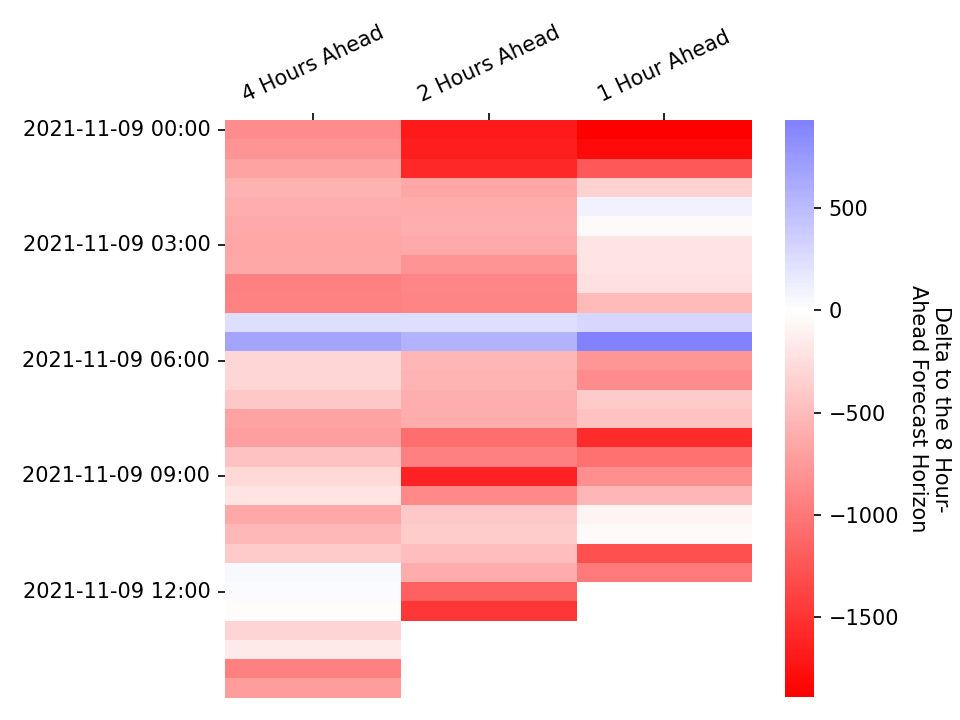 4 Hours Ahead
2 Hours Ahead
1 Hour Ahead
2021-11-09 00:00
2021-11-09 03:00
2021-11-09 06:00
2021-11-09 09:00
2021-11-09 12:00
500
0
−500
−1000
−1500
Delta to the 8 Hour-
Ahead Forecast Horizon